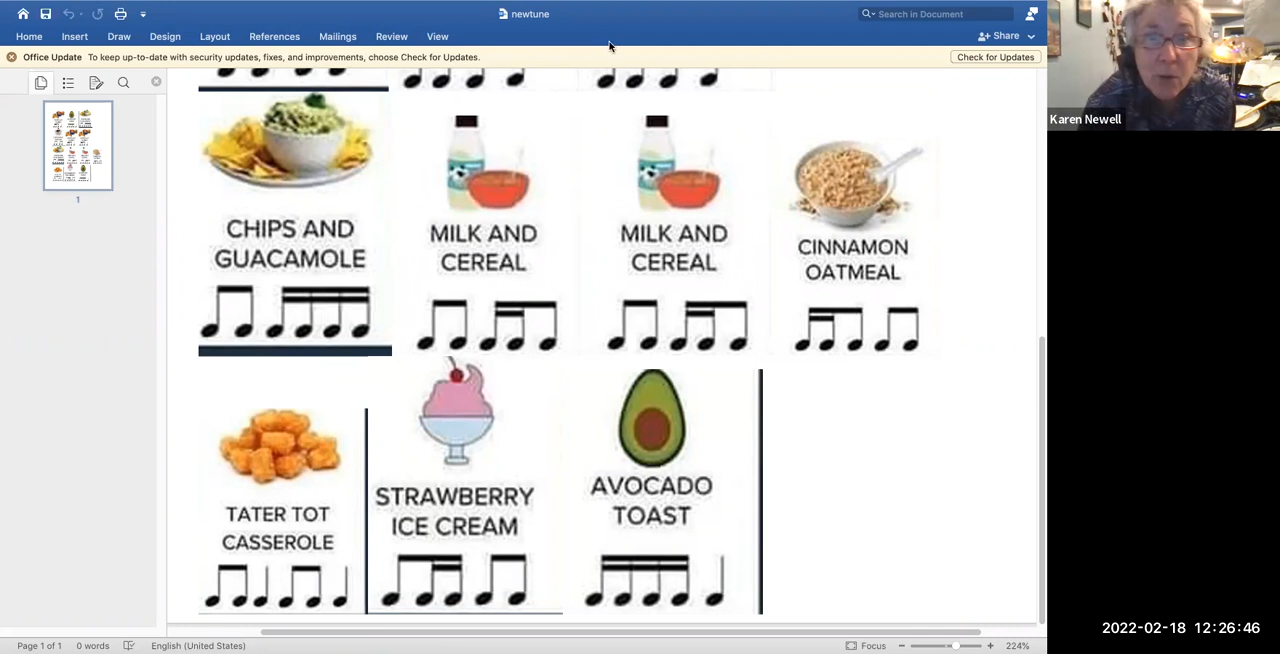 newtune
Search in Document
Home Insert Draw Design Layout References Mailings Review View Share
Office Update To keep up-to-date with security updates, fixes, and improvements, choose Check for Updates. Check for Updates
Karen Newell
1
CHIPS AND
GUACAMOLE
MILK AND
CEREAL
MILK AND
CEREAL
CINNAMON
OATMEAL
TATER TOT
CASSEROLE
STRAWBERRY
ICE CREAM
AVOCADO
TOAST
2022-02-18 12:26:46
Page 1 of 1 0 words English (United States) Focus 224%